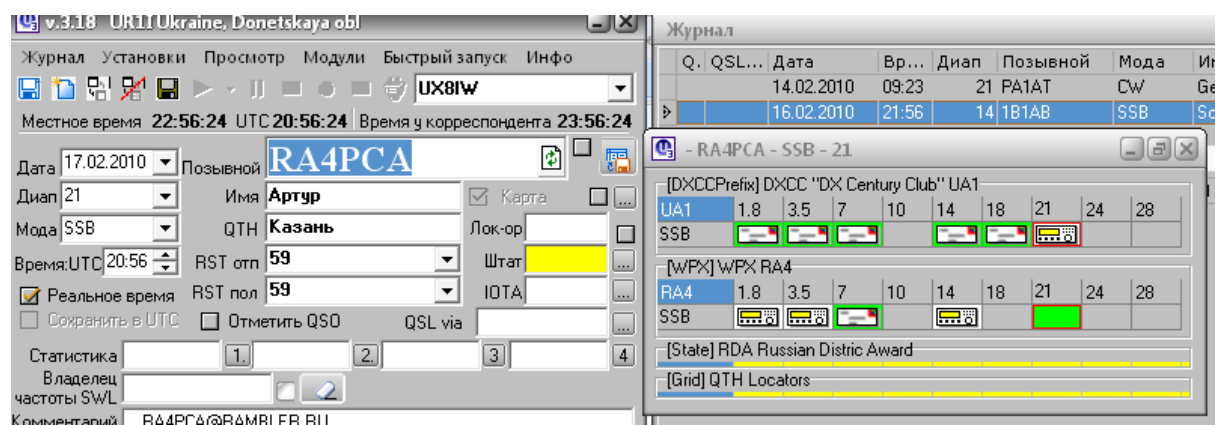 v.3.18 UR1I Ukraine, Donetskaya obl
Журнал Установки Просмотр Модули Быстрый запуск Инфо
UX8IW
Местное время 22:56:24 UTC 20:56:24 Время у корреспондента 23:56:24
Дата 17.02.2010 Позывной RA4PCA
Диап 21 Имя Артур Карта ...
Мода SSB QTH Казань Лок-ор
Время:UTC 20:56 RST отп 59 Штат ...
Реальное время RST пол 59 IOTA ...
Сохранить в UTC Отметить QSO QSL via ...
Статистика 1. 2. 3 4
Владелец
частоты SWL
Комментарий RA4PCA@RAMBLER.RU
Журнал
Q. QSL... Дата Вр... Диап Позывной Мода
14.02.2010 09:23 21 PA1AT CW Ge
16.02.2010 21:56 14 1B1AB SSB
- RA4PCA - SSB - 21
[DXCCPrefix] DXCC "DX Century Club" UA1
UA1 1.8 3.5 7 10 14 18 21 24 28
SSB
[WPX] WPX RA4
RA4 1.8 3.5 7 10 14 18 21 24 28
SSB
[State] RDA Russian Distric Award
[Grid] QTH Locators